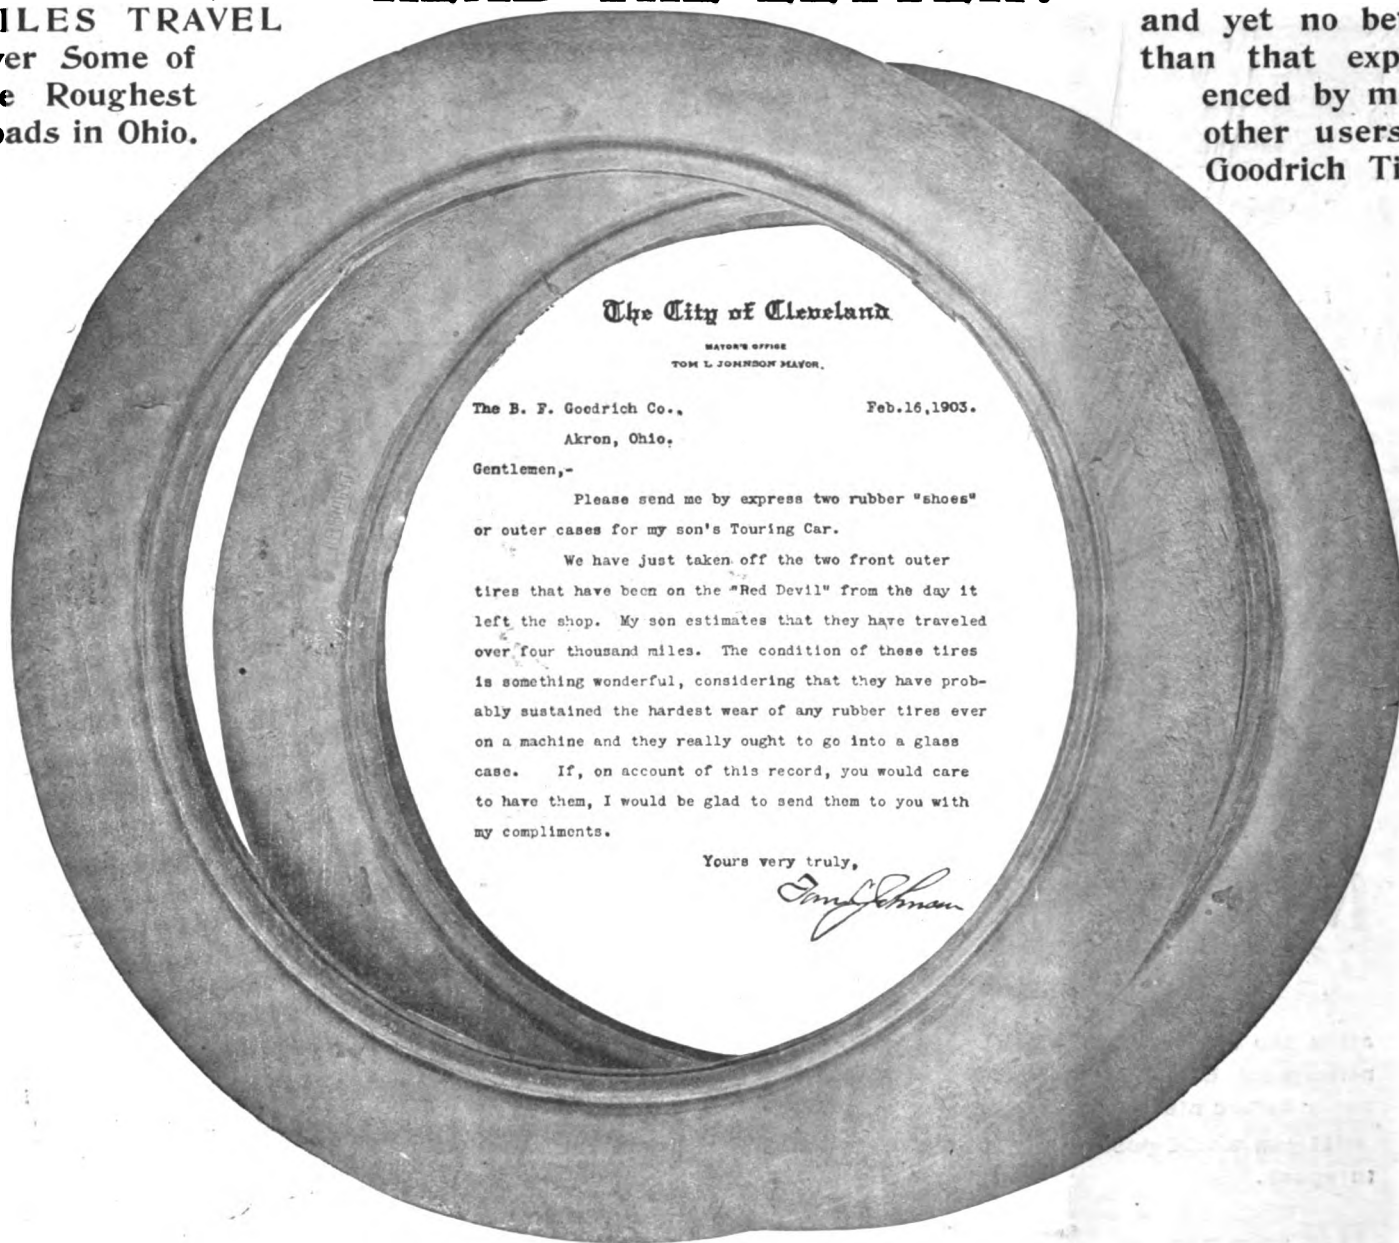 READ THE LETTER.
ILES TRAVEL
er Some of
e Roughest
oads in Ohio.
and yet no be
than that exp
enced by m
other users
Goodrich Ti
The City of Cleveland
MAYOR'S OFFICE
TOM L JOHNSON MAYOR.
The B. F. Goodrich Co., Feb.16,1903.
Akron, Ohio.
Gentlemen,-
Please send me by express two rubber "shoes"
or outer cases for my son's Touring Car.
We have just taken off the two front outer
tires that have been on the "Red Devil" from the day it
left the shop. My son estimates that they have traveled
over four thousand miles. The condition of these tires
is something wonderful, considering that they have prob-
ably sustained the hardest wear of any rubber tires ever
on a machine and they really ought to go into a glass
case. If, on account of this record, you would care
to have them, I would be glad to send them to you with
my compliments.
Yours very truly,
Tom L Johnson